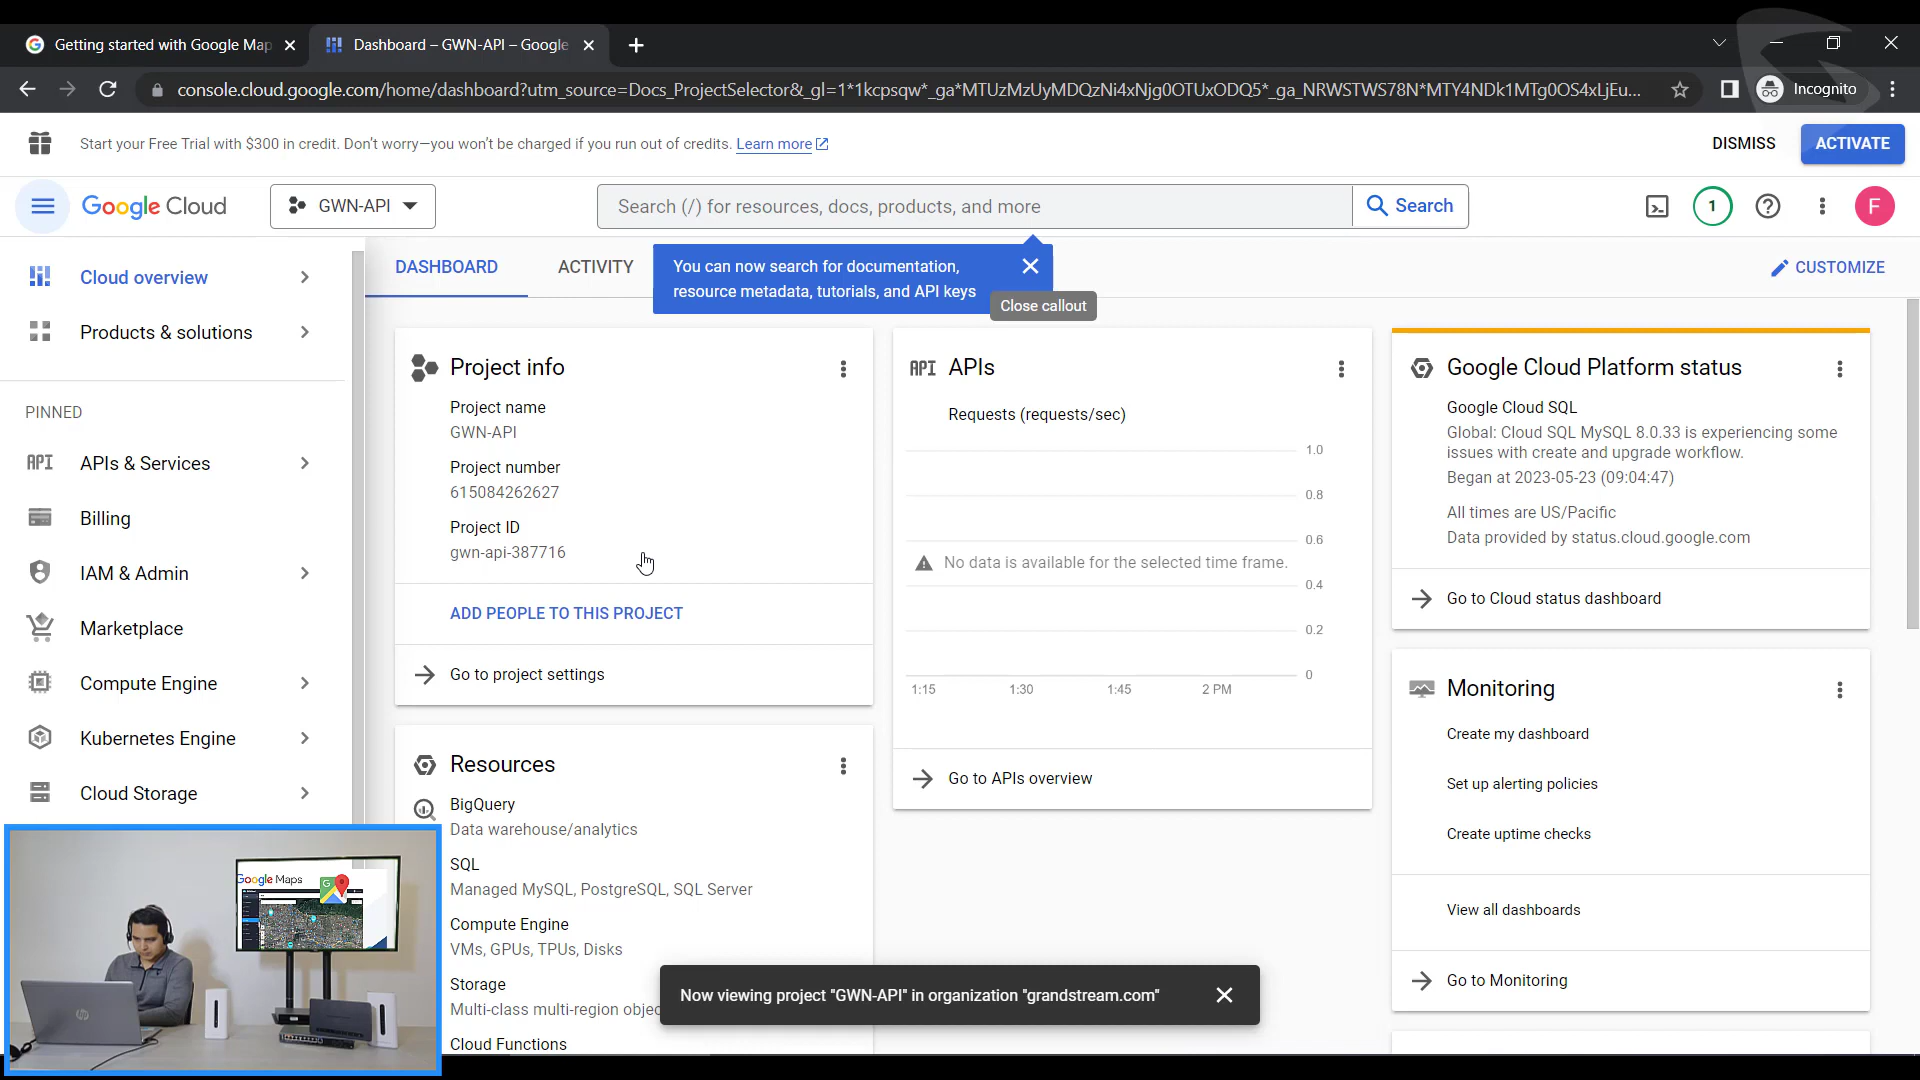 Getting started with Google Map
Dashboard – GWN-API – Google
console.cloud.google.com/home/dashboard?utm_source=Docs_ProjectSelector&_gl=1*1kcpsqw*_ga*MTUzMzUyMDQzNi4xNjg0OTUxODQ5*_ga_NRWSTWS78N*MTY4NDk1MTg0OS4xLjEu...
Incognito
Start your Free Trial with $300 in credit. Don't worry—you won't be charged if you run out of credits. Learn more
DISMISS
ACTIVATE
Google Cloud
GWN-API
Search (/) for resources, docs, products, and more
Search
1
F
Cloud overview
Products & solutions
PINNED
API APIs & Services
Billing
IAM & Admin
Marketplace
Compute Engine
Kubernetes Engine
Cloud Storage
DASHBOARD
ACTIVITY
You can now search for documentation,
resource metadata, tutorials, and API keys
Close callout
CUSTOMIZE
Project info
Project name
GWN-API
Project number
615084262627
Project ID
gwn-api-387716
ADD PEOPLE TO THIS PROJECT
Go to project settings
Resources
BigQuery
Data warehouse/analytics
SQL
Managed MySQL, PostgreSQL, SQL Server
Compute Engine
VMs, GPUs, TPUs, Disks
Storage
Multi-class multi-region objec
Cloud Functions
API APIs
Requests (requests/sec)
1.0
0.8
0.6
No data is available for the selected time frame.
0.4
0.2
0
1:15 1:30 1:45 2 PM
Go to APIs overview
Google Cloud Platform status
Google Cloud SQL
Global: Cloud SQL MySQL 8.0.33 is experiencing some
issues with create and upgrade workflow.
Began at 2023-05-23 (09:04:47)
All times are US/Pacific
Data provided by status.cloud.google.com
Go to Cloud status dashboard
Monitoring
Create my dashboard
Set up alerting policies
Create uptime checks
View all dashboards
Go to Monitoring
Now viewing project "GWN-API" in organization "grandstream.com"
Google Maps
G
hp